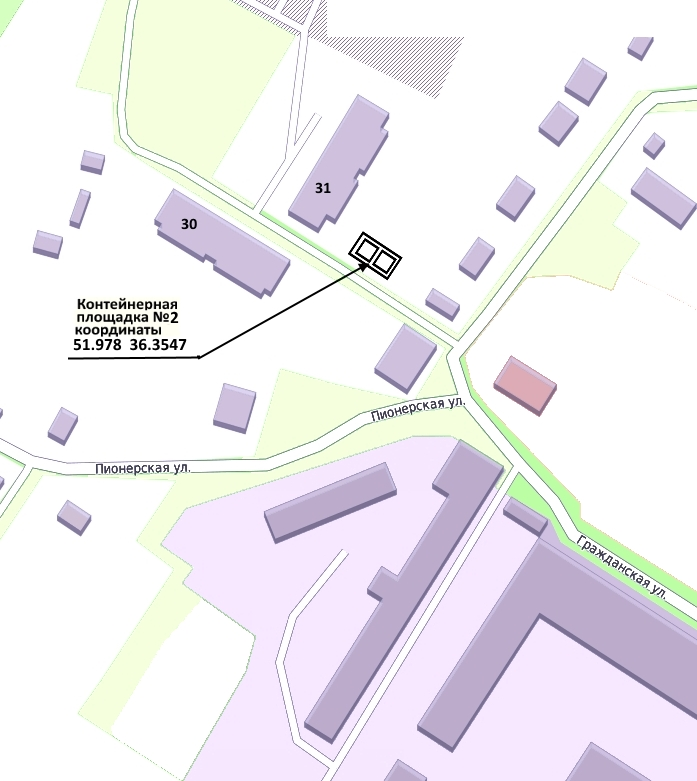 31
30
Контейнерная
площадка №2
координаты
51.978 36.3547
Пионерская ул.
Пионерская ул.
Гражданская ул.